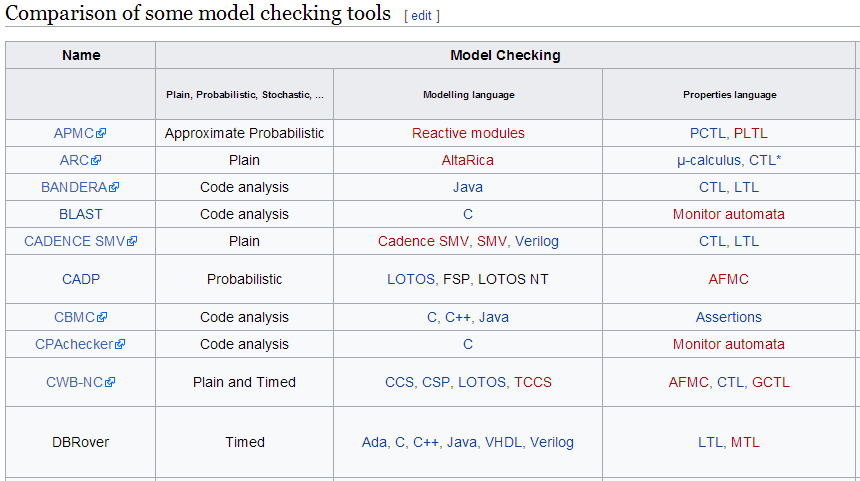 Comparison of some model checking tools [ edit ]
Name Model Checking
Plain, Probabilistic, Stochastic, ... Modelling language Properties language
APMC Approximate Probabilistic Reactive modules PCTL, PLTL
ARC Plain AltaRica μ-calculus, CTL*
BANDERA Code analysis Java CTL, LTL
BLAST Code analysis C Monitor automata
CADENCE SMV Plain Cadence SMV, SMV, Verilog CTL, LTL
CADP Probabilistic LOTOS, FSP, LOTOS NT AFMC
CBMC Code analysis C, C++, Java Assertions
CPAchecker Code analysis C Monitor automata
CWB-NC Plain and Timed CCS, CSP, LOTOS, TCCS AFMC, CTL, GCTL
DBRover Timed Ada, C, C++, Java, VHDL, Verilog LTL, MTL